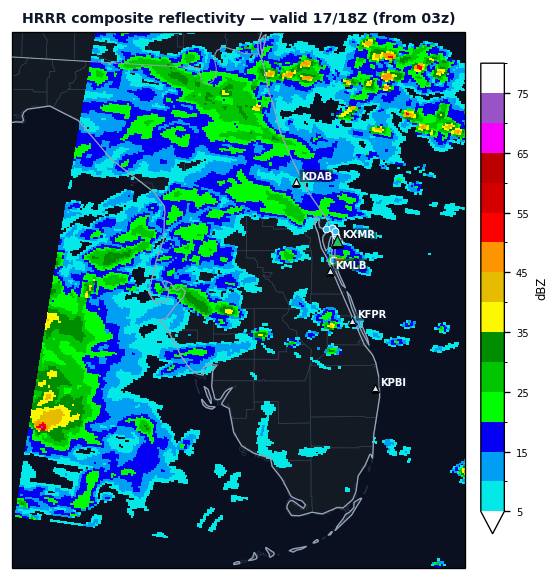 HRRR composite reflectivity — valid 17/18Z (from 03z)
KDAB
KXMR
KMLB
KFPR
KPBI
75
65
55
45
35
25
15
5
dBZ